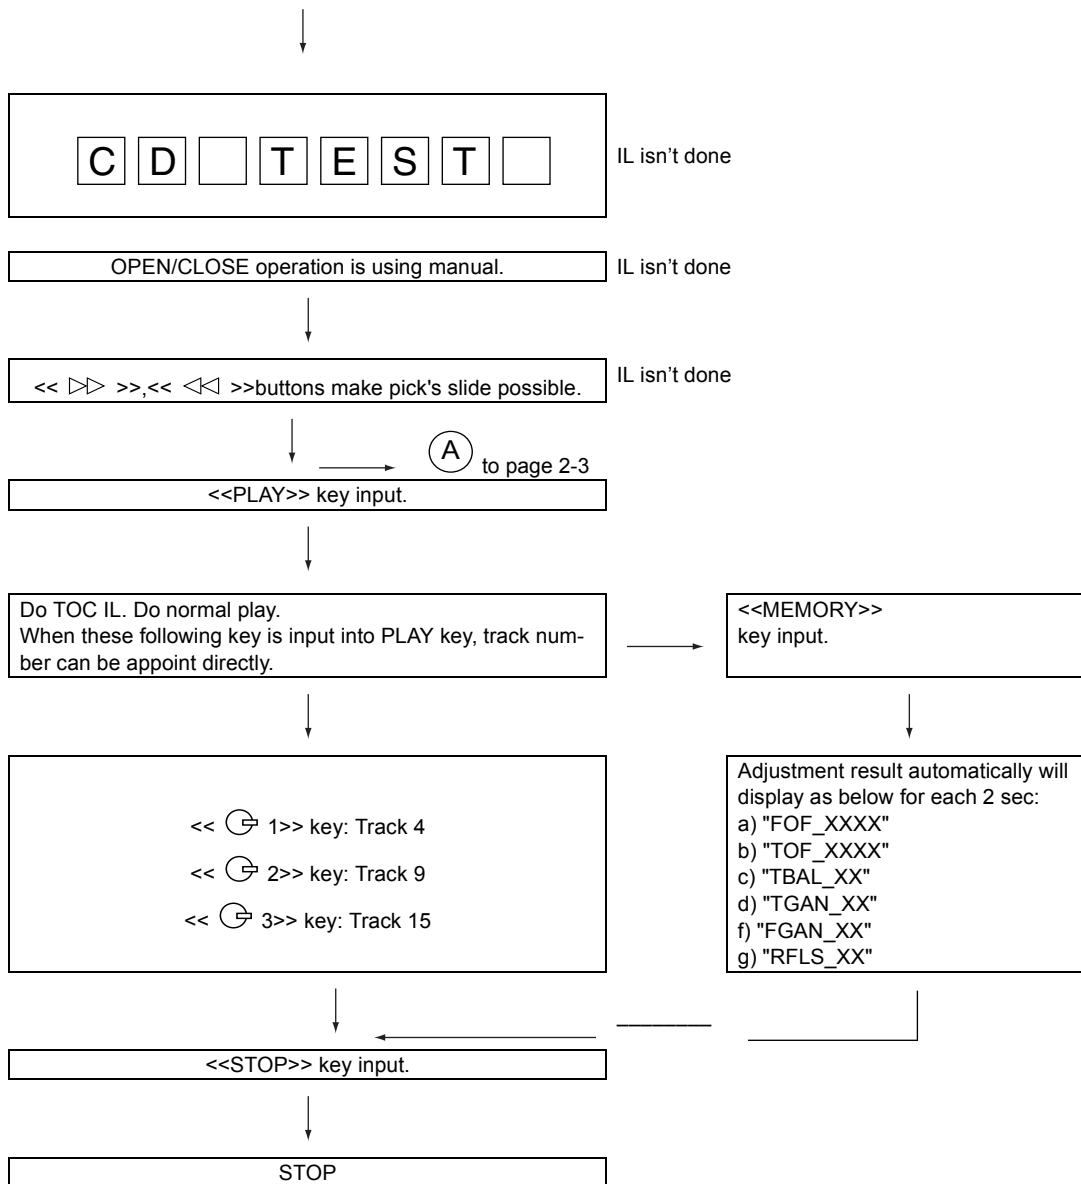 C D T E S T
IL isn't done
OPEN/CLOSE operation is using manual.
IL isn't done
<< ▷▷ >>,<< ◁◁ >>buttons make pick's slide possible.
IL isn't done
A
to page 2-3
<<PLAY>> key input.
Do TOC IL. Do normal play.
When these following key is input into PLAY key, track num-
ber can be appoint directly.
<<MEMORY>>
key input.
<< 1>> key: Track 4
<< 2>> key: Track 9
<< 3>> key: Track 15
Adjustment result automatically will
display as below for each 2 sec:
a) "FOF_XXXX"
b) "TOF_XXXX"
c) "TBAL_XX"
d) "TGAN_XX"
f) "FGAN_XX"
g) "RFLS_XX"
<<STOP>> key input.
STOP